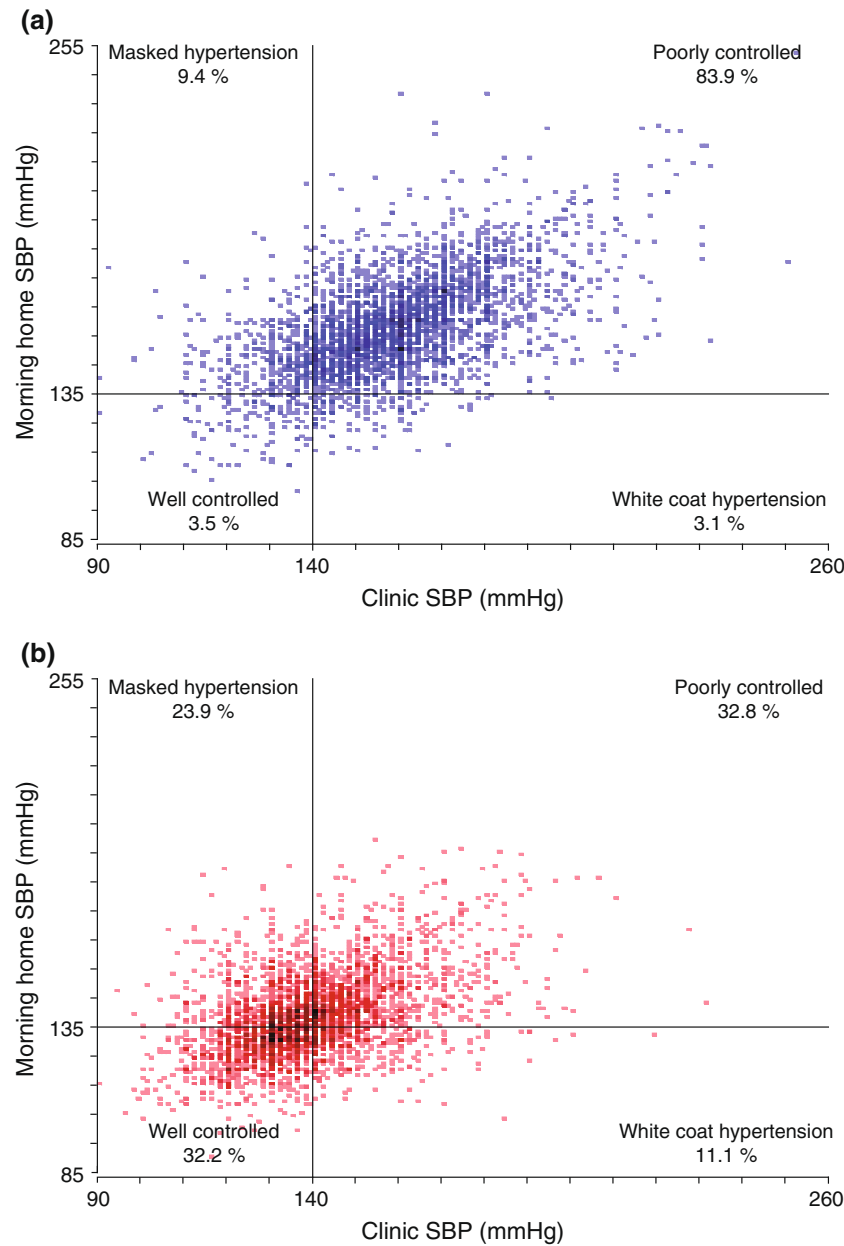 (a)
255
Masked hypertension
9.4 %
Poorly controlled
83.9 %
Morning home SBP (mmHg)
135
Well controlled
3.5 %
White coat hypertension
3.1 %
85
90
140
260
Clinic SBP (mmHg)
(b)
255
Masked hypertension
23.9 %
Poorly controlled
32.8 %
Morning home SBP (mmHg)
135
Well controlled
32.2 %
White coat hypertension
11.1 %
85
90
140
260
Clinic SBP (mmHg)